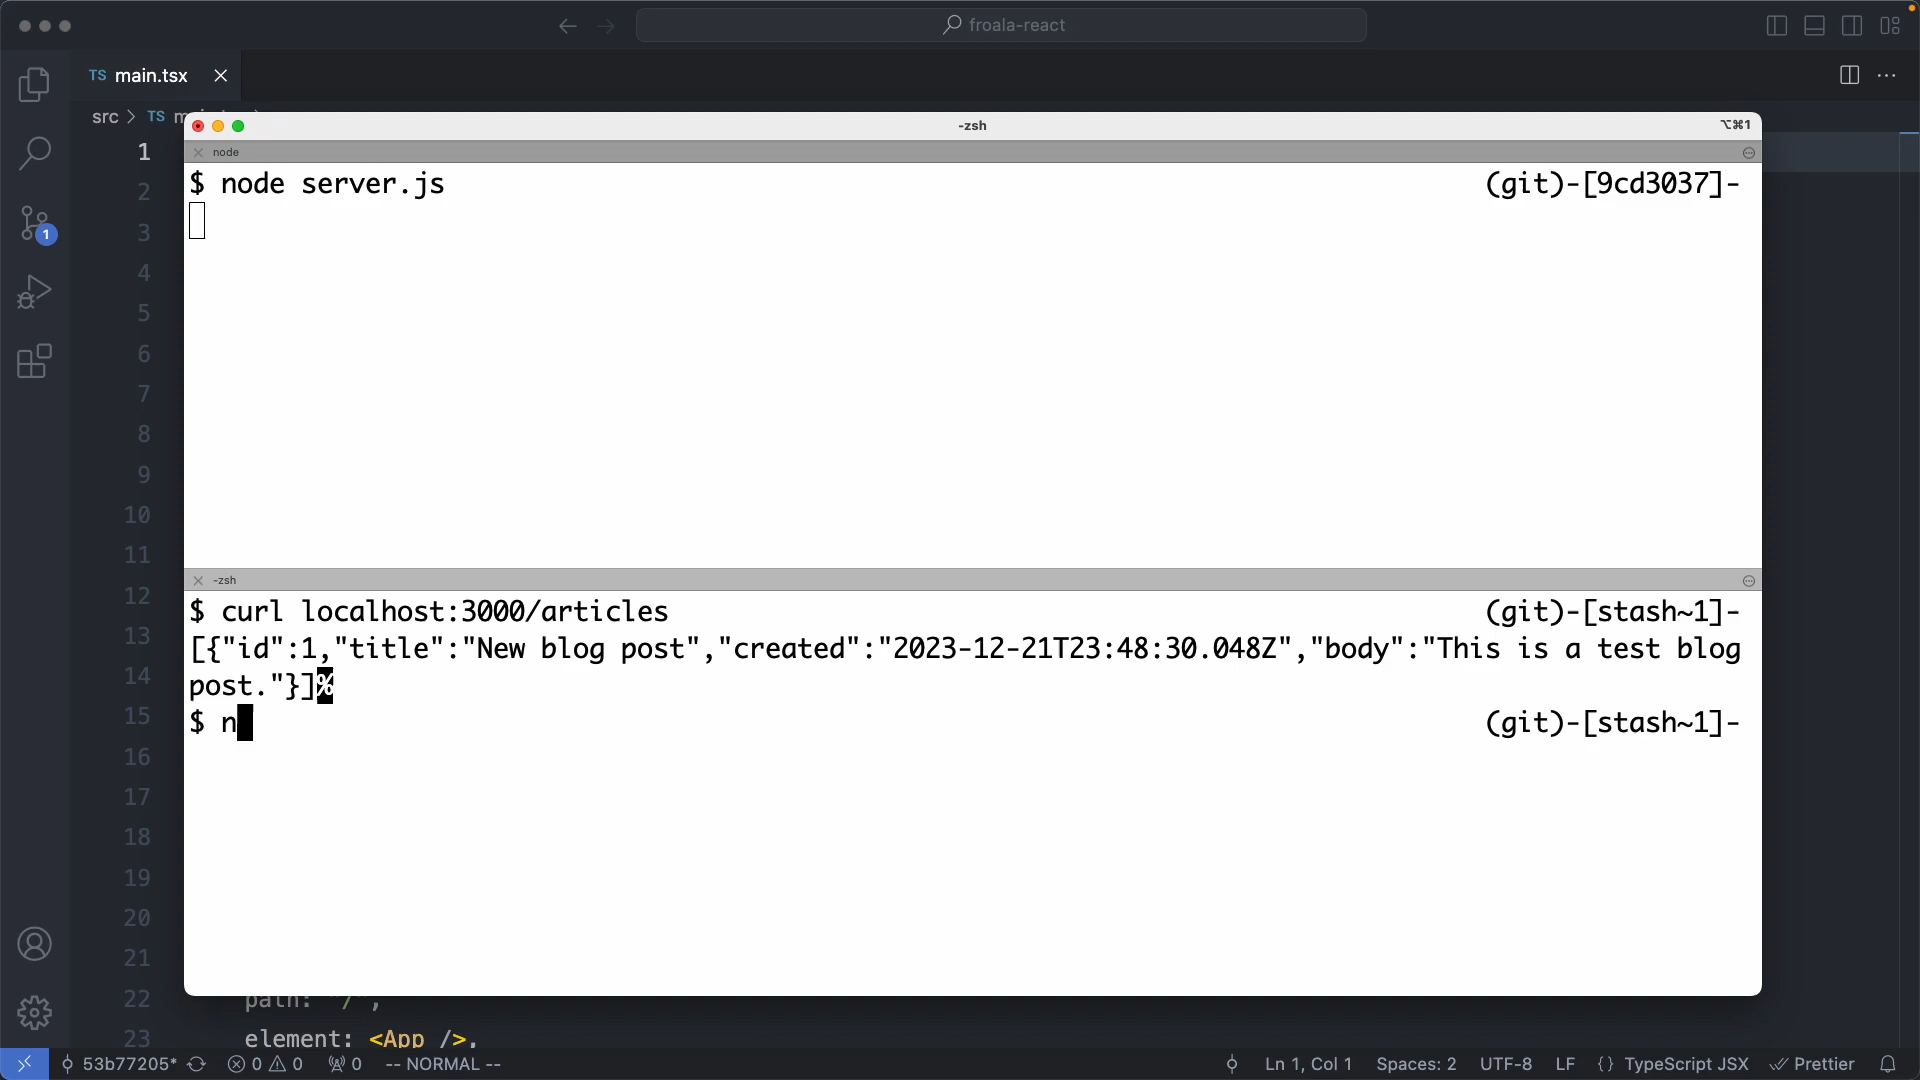 froala-react
TS main.tsx
src > TS
-zsh
⌥⌘1
node
$ node server.js (git)-[9cd3037]-
-zsh
$ curl localhost:3000/articles (git)-[stash~1]-
[{"id":1,"title":"New blog post","created":"2023-12-21T23:48:30.048Z","body":"This is a test blog
post."}]%
$ n (git)-[stash~1]-
1
2
3
4
5
6
7
8
9
10
11
12
13
14
15
16
17
18
19
20
21
22 path: "/",
23 element: <App />,
1
53b77205* 0 0 0 -- NORMAL -- Ln 1, Col 1 Spaces: 2 UTF-8 LF {} TypeScript JSX Prettier